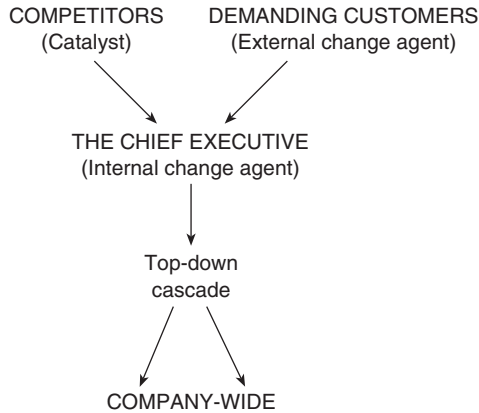 COMPETITORS
(Catalyst)
DEMANDING CUSTOMERS
(External change agent)
THE CHIEF EXECUTIVE
(Internal change agent)
Top-down
cascade
COMPANY-WIDE